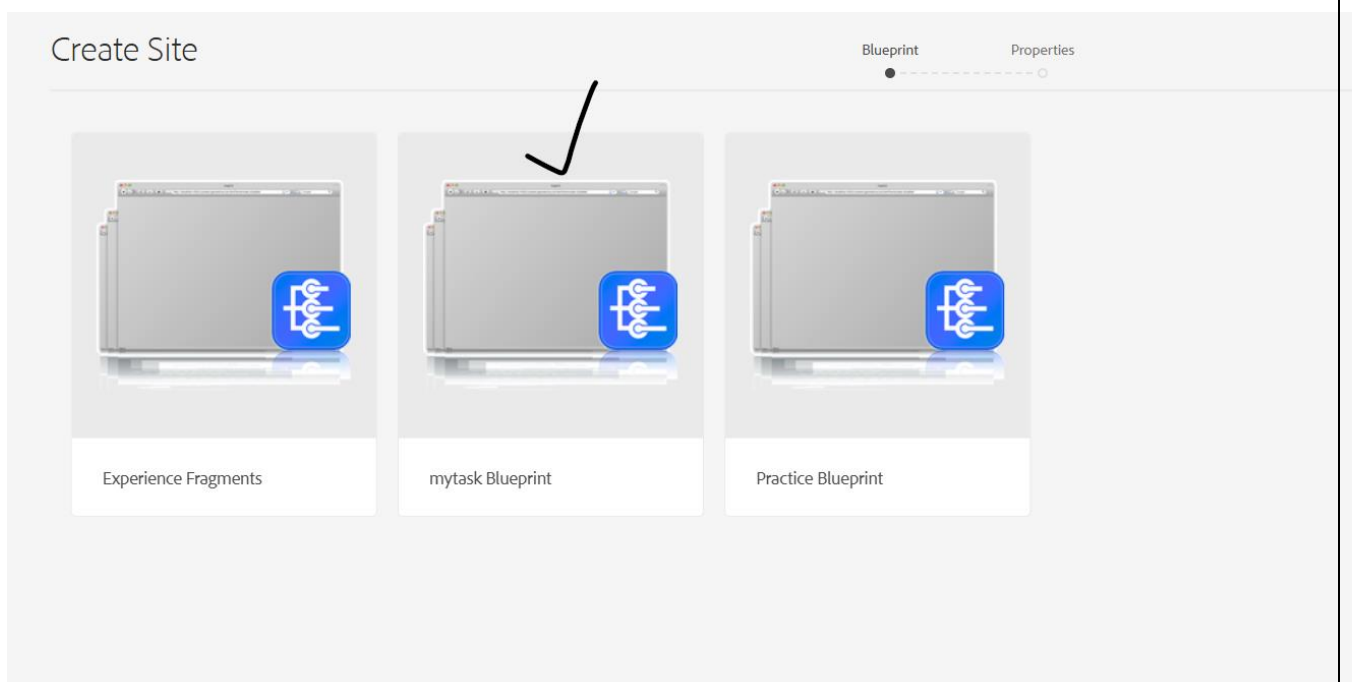 Create Site
Blueprint Properties
Experience Fragments
mytask Blueprint
Practice Blueprint